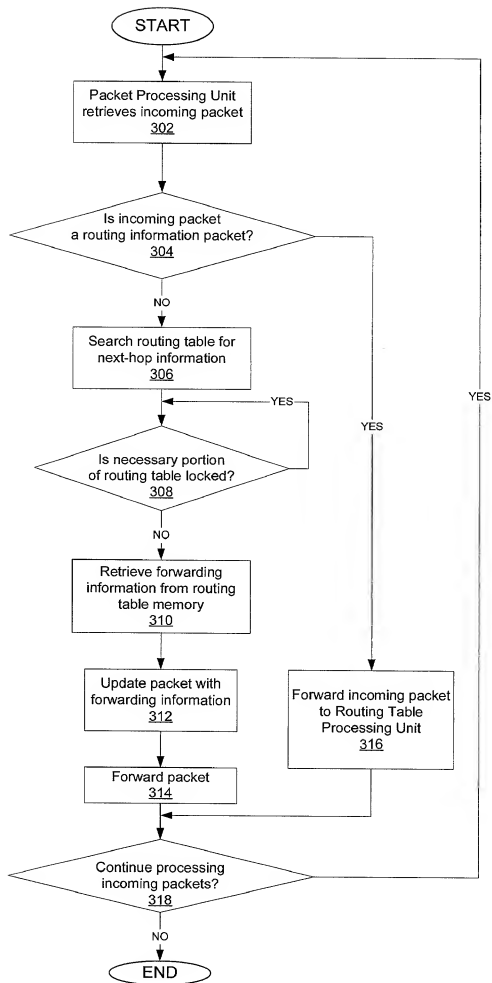 START
Packet Processing Unit
retrieves incoming packet
302
Is incoming packet
a routing information packet?
304
NO
Search routing table for
next-hop information
306
YES
YES
YES
Is necessary portion
of routing table locked?
308
NO
Retrieve forwarding
information from routing
table memory
310
Update packet with
forwarding information
312
Forward incoming packet
to Routing Table
Processing Unit
316
Forward packet
314
Continue processing
incoming packets?
318
NO
END